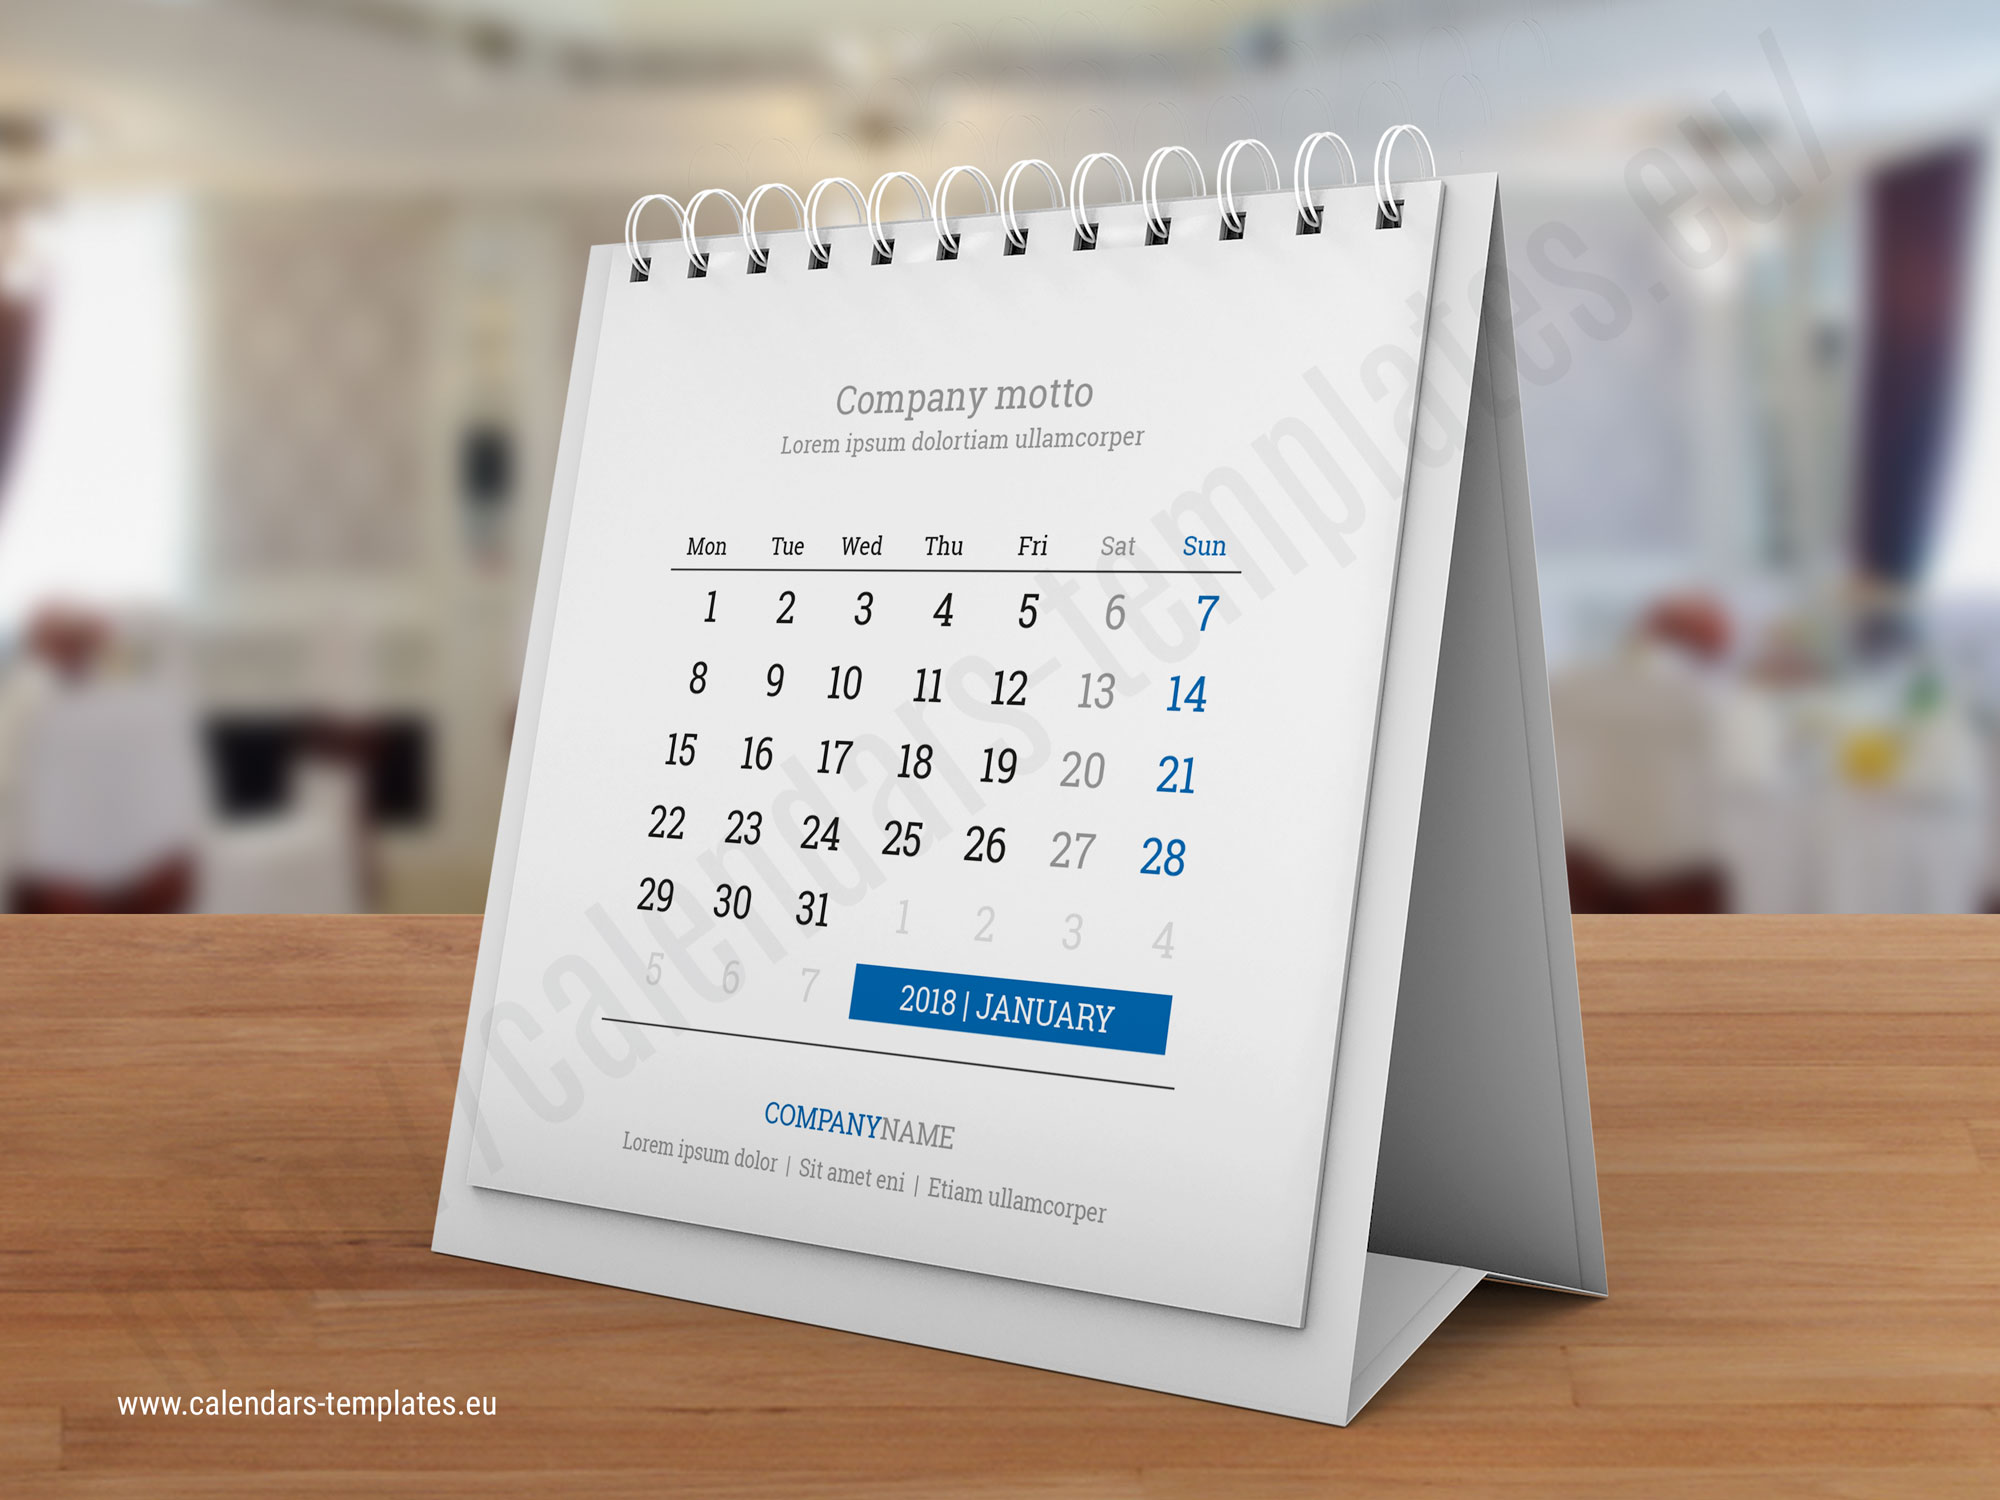 Company motto
Lorem ipsum dolortiam ullamcorper
Mon Tue Wed Thu Fri Sat Sun
1 2 3 4 5 6 7
8 9 10 11 12 13 14
15 16 17 18 19 20 21
22 23 24 25 26 27 28
29 30 31 1 2 3 4
5 6 7 2018 | JANUARY
COMPANYNAME
Lorem ipsum dolor | Sit amet eni | Etiam ullamcorper
//calendars-templates.eu/
www.calendars-templates.eu